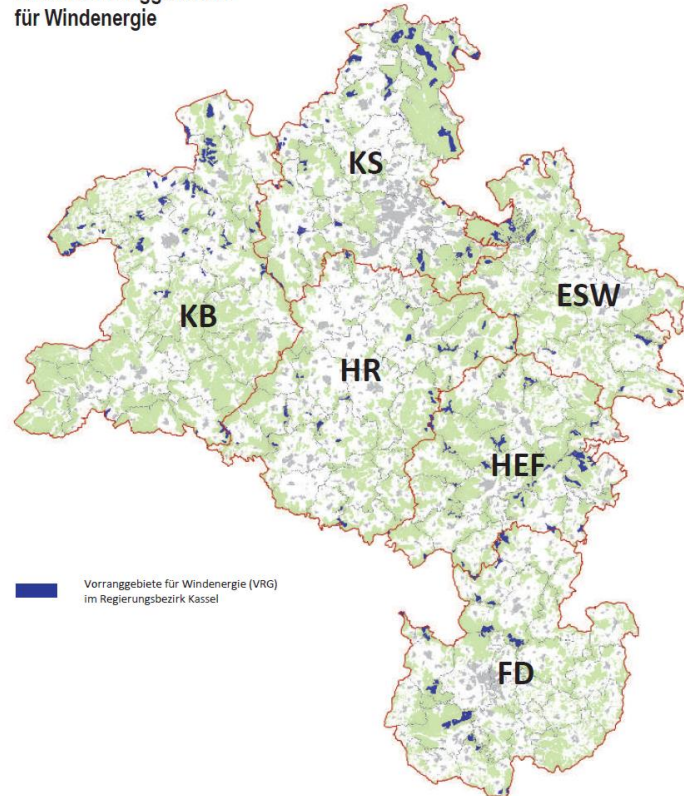 für Windenergie
KS
ESW
KB
HR
HEF
FD
Vorranggebiete für Windenergie (VRG)
im Regierungsbezirk Kassel